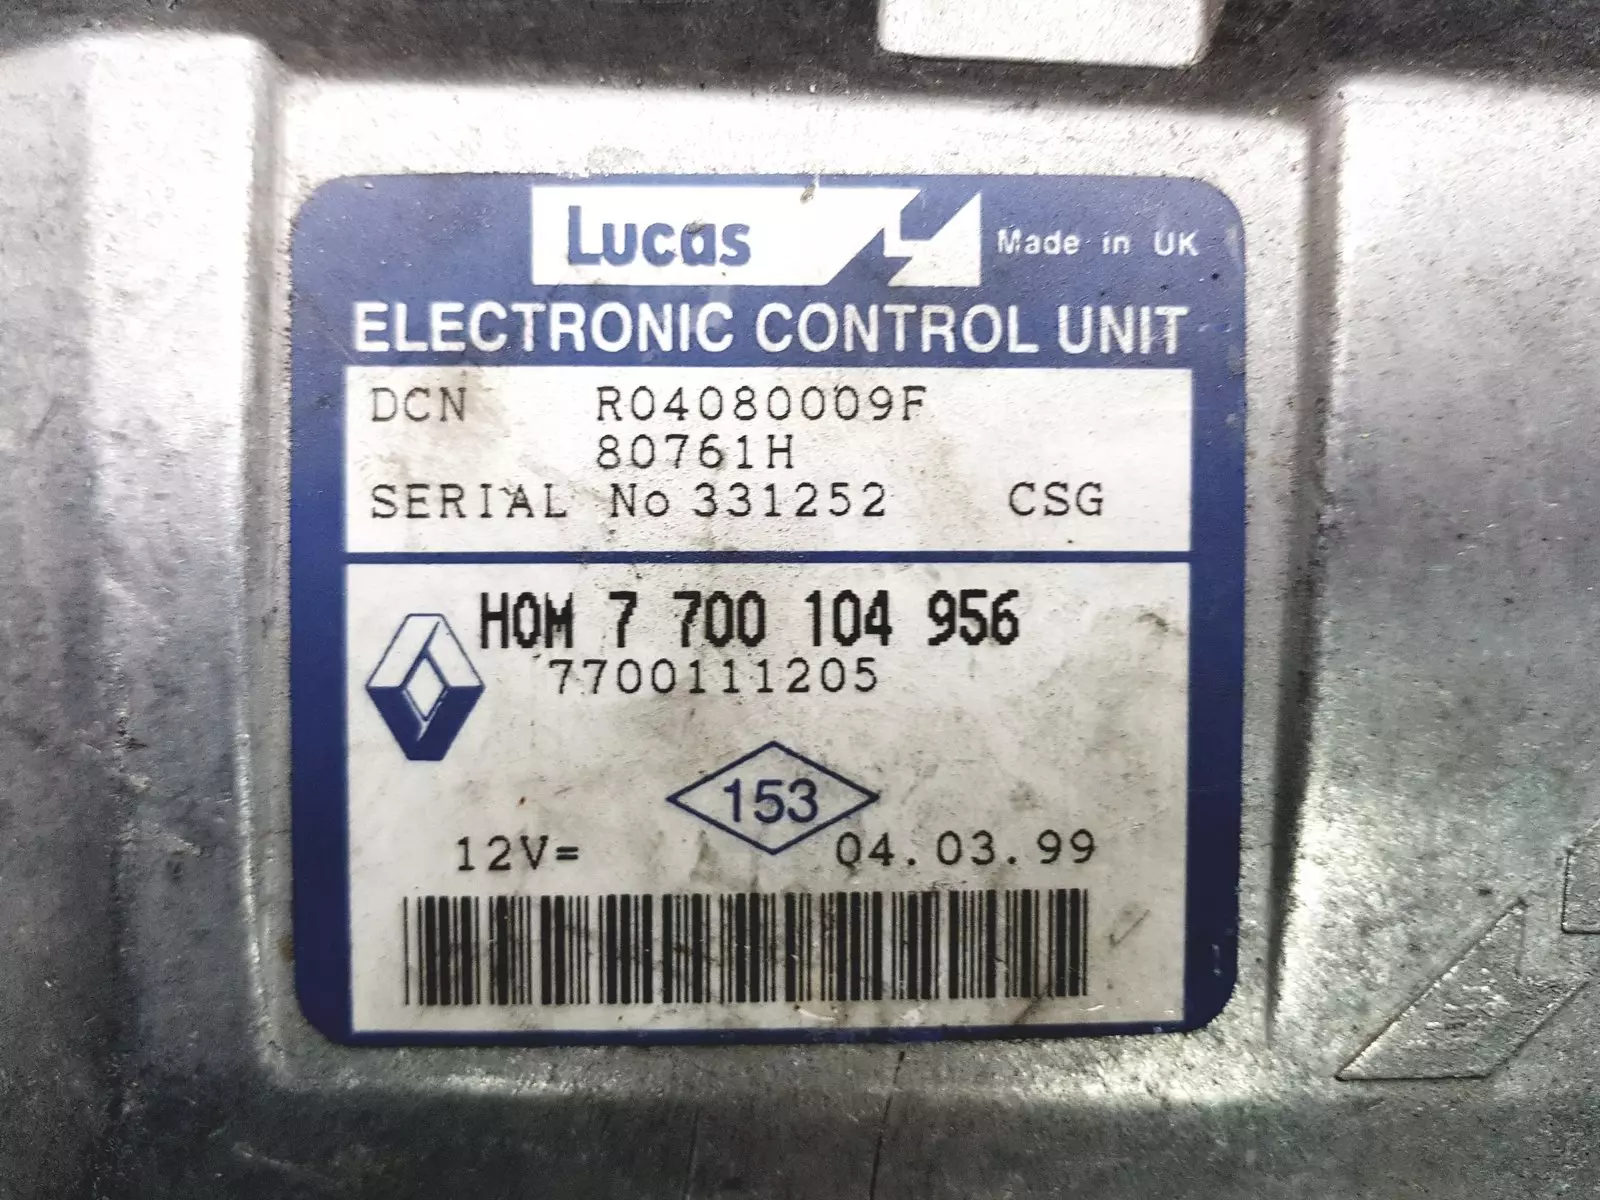 Lucas Made in UK
ELECTRONIC CONTROL UNIT
DCN R04080009F
80761H
SERIAL No 331252 CSG
HOM 7 700 104 956
7700111205
153
12V= 04.03.99